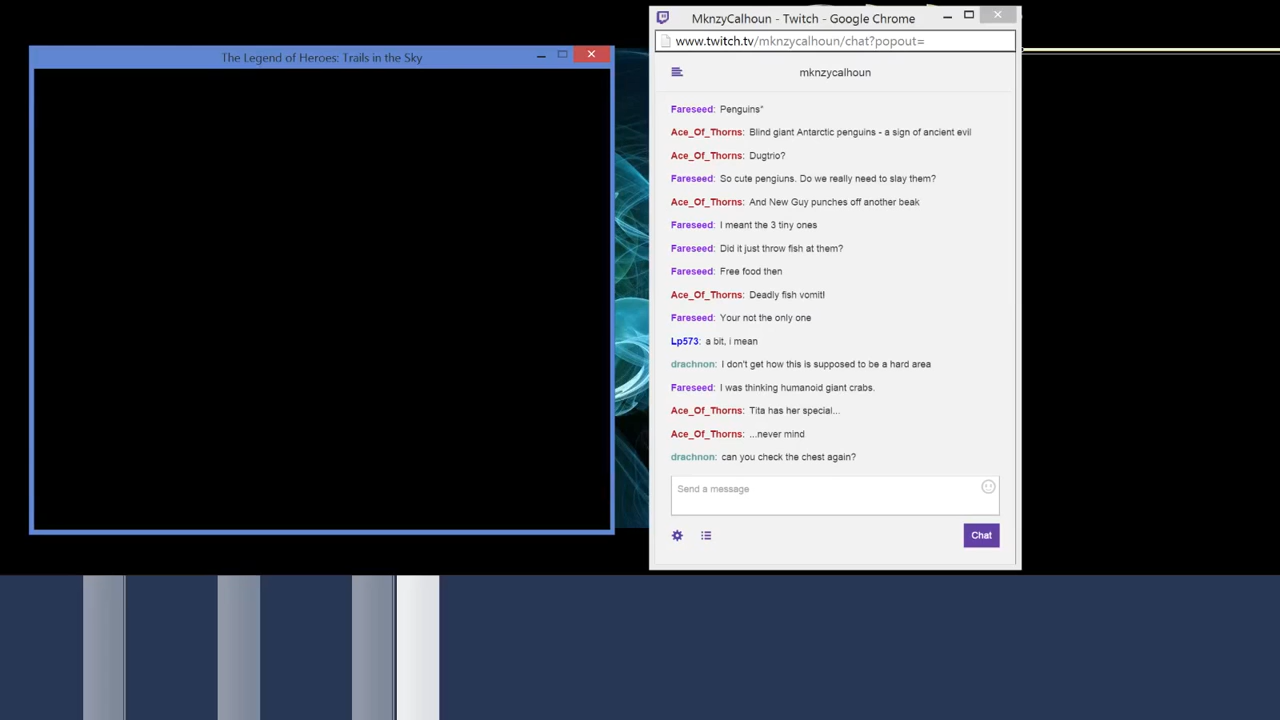 The Legend of Heroes: Trails in the Sky
MknzyCalhoun - Twitch - Google Chrome
www.twitch.tv/mknzycalhoun/chat?popout=
mknzycalhoun
Fareseed: Penguins*
Ace_Of_Thorns: Blind giant Antarctic penguins - a sign of ancient evil
Ace_Of_Thorns: Dugtrio?
Fareseed: So cute pengiuns. Do we really need to slay them?
Ace_Of_Thorns: And New Guy punches off another beak
Fareseed: I meant the 3 tiny ones
Fareseed: Did it just throw fish at them?
Fareseed: Free food then
Ace_Of_Thorns: Deadly fish vomit!
Fareseed: Your not the only one
Lp573: a bit, i mean
drachnon: I don't get how this is supposed to be a hard area
Fareseed: I was thinking humanoid giant crabs.
Ace_Of_Thorns: Tita has her special...
Ace_Of_Thorns: ...never mind
drachnon: can you check the chest again?
Send a message
Chat